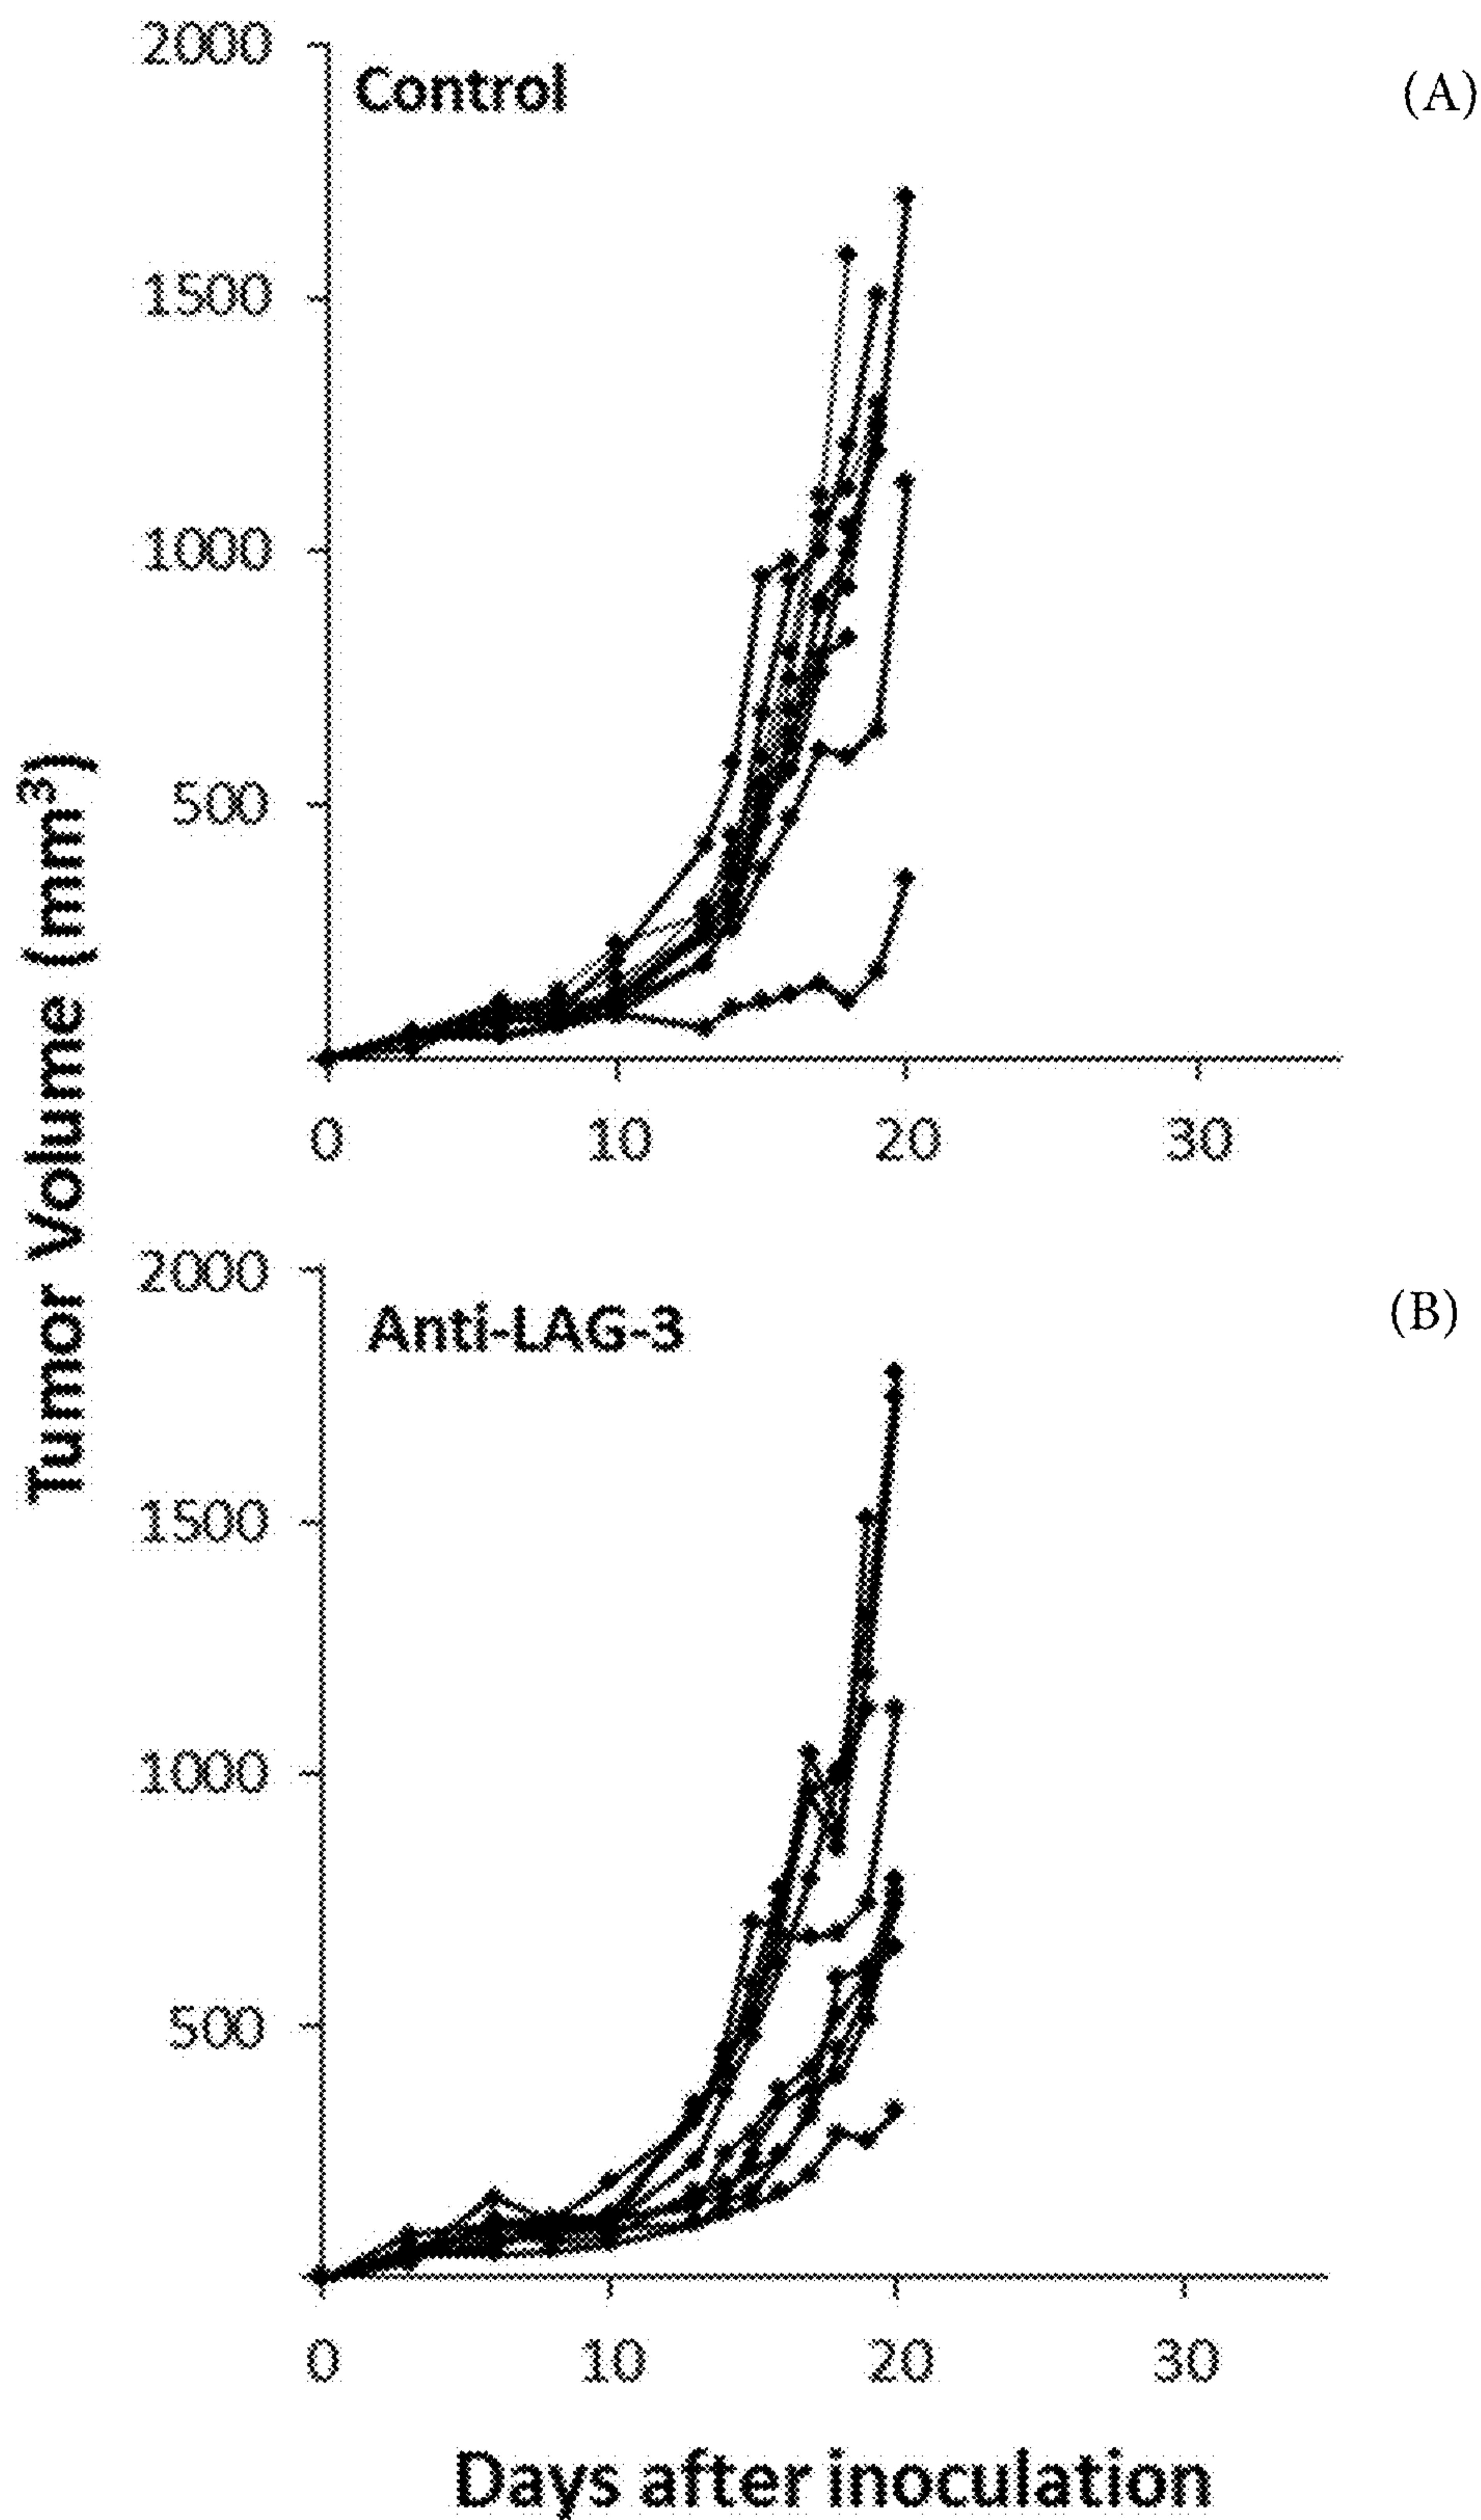 2000
Control
(A)
1500
1000
500
0 10 20 30
Tumor Volume (mm³)
2000
Anti-LAG-3
(B)
1500
1000
500
0 10 20 30
Days after inoculation